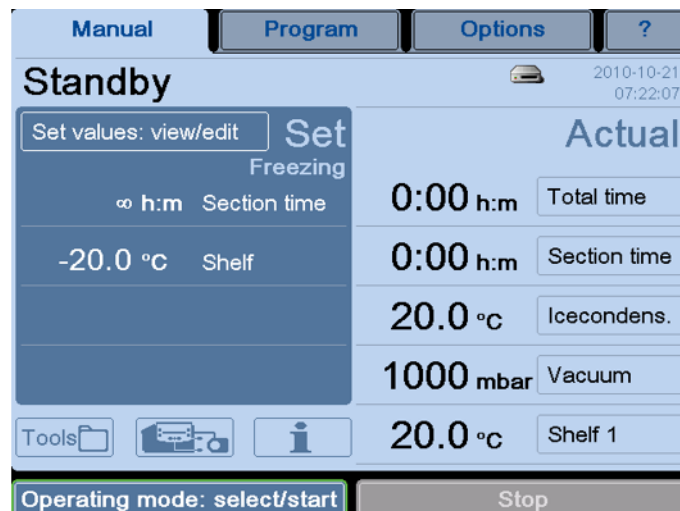 Manual Program Options ?
Standby
2010-10-21
07:22:07
Set values: view/edit Set
Freezing
∞ h:m Section time
-20.0 °C Shelf
Actual
0:00 h:m Total time
0:00 h:m Section time
20.0 °C Icecondens.
1000 mbar Vacuum
20.0 °C Shelf 1
Tools
i
Operating mode: select/start Stop